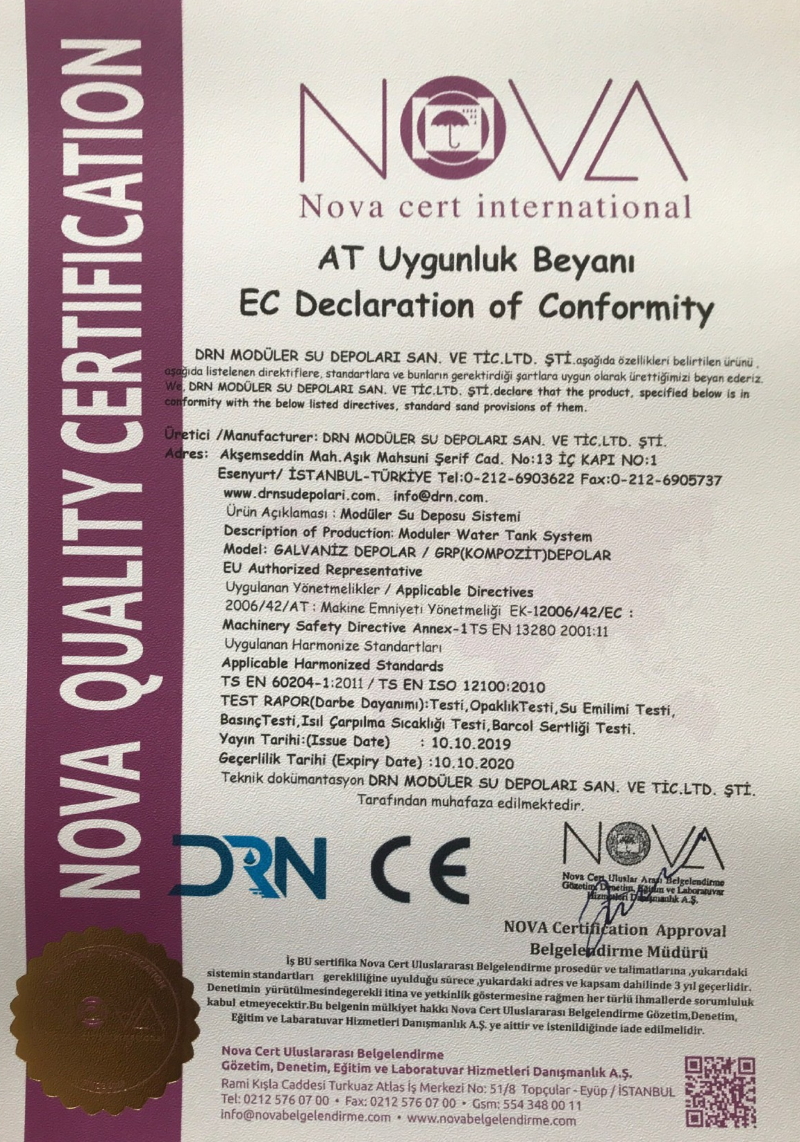 NOVA QUALITY CERTIFICATION
NOVA
Nova cert international
AT Uygunluk Beyanı
EC Declaration of Conformity
DRN MODÜLER SU DEPOLARI SAN. VE TİC.LTD. ŞTİ.aşağıda özellikleri belirtilen ürünü ,
aşağıda listelenen direktiflere, standartlara ve bunların gerektirdiği şartlara uygun olarak ürettiğimizi beyan ederiz.
We, DRN MODÜLER SU DEPOLARI SAN. VE TİC.LTD. ŞTİ.declare that the product, specified below is in
conformity with the below listed directives, standard sand provisions of them.
Üretici /Manufacturer: DRN MODÜLER SU DEPOLARI SAN. VE TİC.LTD. ŞTİ.
Adres: Akşemseddin Mah.Aşık Mahsuni Şerif Cad. No:13 İÇ KAPI NO:1
Esenyurt/ İSTANBUL-TÜRKİYE Tel:0-212-6903622 Fax:0-212-6905737
www.drnsudepolari.com. info@drn.com.
Ürün Açıklaması : Modüler Su Deposu Sistemi
Description of Production: Moduler Water Tank System
Model: GALVANİZ DEPOLAR / GRP(KOMPOZİT)DEPOLAR
EU Authorized Representative
Uygulanan Yönetmelikler / Applicable Directives
2006/42/AT : Makine Emniyeti Yönetmeliği EK-12006/42/EC :
Machinery Safety Directive Annex-1TS EN 13280 2001:11
Uygulanan Harmonize Standartları
Applicable Harmonized Standards
TS EN 60204-1:2011 / TS EN ISO 12100:2010
TEST RAPOR(Darbe Dayanımı):Testi,OpaklıkTesti,Su Emilimi Testi,
BasınçTesti,Isıl Çarpılma Sıcaklığı Testi,Barcol Sertliği Testi.
Yayın Tarihi:(Issue Date) : 10.10.2019
Geçerlilik Tarihi (Expiry Date) :10.10.2020
Teknik dokümantasyon DRN MODÜLER SU DEPOLARI SAN. VE TİC.LTD. ŞTİ.
Tarafından muhafaza edilmektedir.
DRN CE
NOVA
Nova Cert Uluslar Arası Belgelendirme
Gözetim Denetim, Eğitim ve Laboratuvar
Hizmetleri Danışmanlık A.Ş.
NOVA Certification Approval
Belgelendirme Müdürü
İş BU sertifika Nova Cert Uluslararası Belgelendirme prosedür ve talimatlarına ,yukarıdaki
sistemin standartları gerekliliğine uyulduğu sürece ,yukardaki adres ve kapsam dahilinde 3 yıl geçerlidir.
Denetimin yürütülmesindegerekli itina ve yetkinlik göstermesine rağmen her türlü ihmallerde sorumluluk
kabul etmeyecektir.Bu belgenin mülkiyet hakkı Nova Cert Uluslararası Belgelendirme Gözetim,Denetim,
Eğitim ve Labaratuvar Hizmetleri Danışmanlık A.Ş. ye aittir ve istenildiğinde iade edilmelidir.
NOVA
Nova Cert Uluslararası Belgelendirme
Gözetim, Denetim, Eğitim ve Laboratuvar Hizmetleri Danışmanlık A.Ş.
Rami Kışla Caddesi Turkuaz Atlas İş Merkezi No: 51/8 Topçular - Eyüp / İSTANBUL
Tel: 0212 576 07 00 • Fax: 0212 576 07 00 • Gsm: 554 348 00 11
info@novabelgelendirme.com • www.novabelgelendirme.com